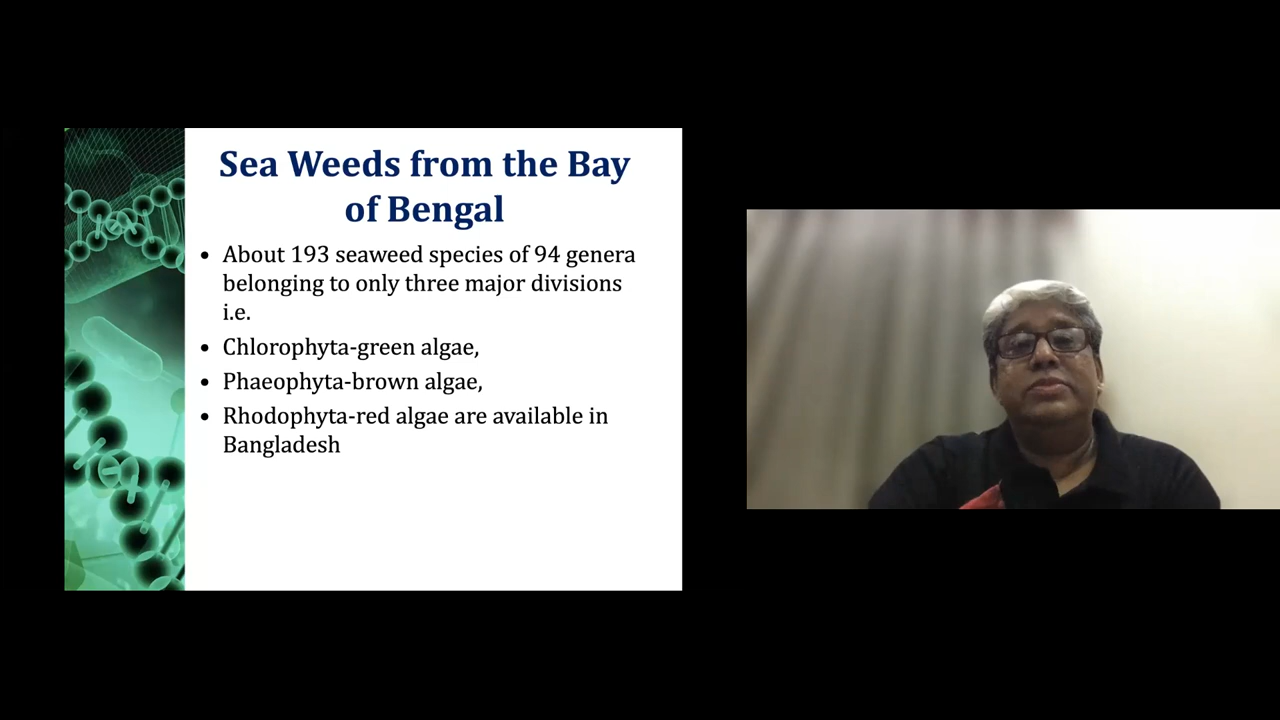 Sea Weeds from the Bay
of Bengal
• About 193 seaweed species of 94 genera
belonging to only three major divisions
i.e.
• Chlorophyta-green algae,
• Phaeophyta-brown algae,
• Rhodophyta-red algae are available in
Bangladesh